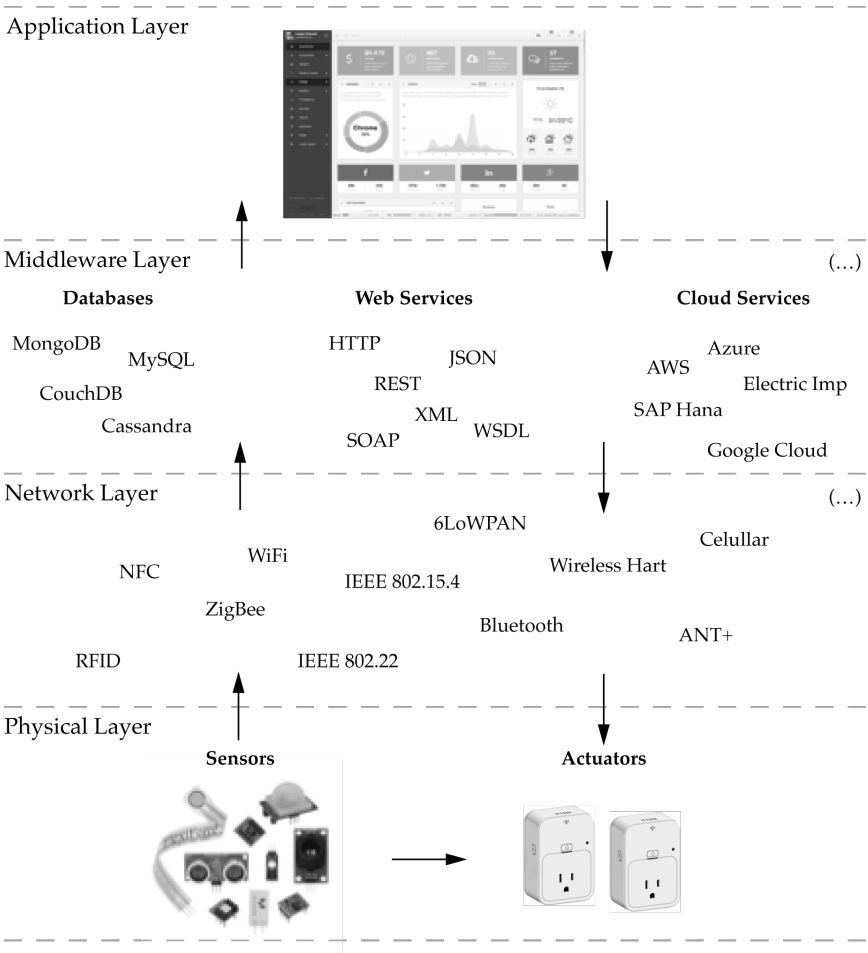 Application Layer
Chrome
Middleware Layer
(...)
Databases
Web Services
Cloud Services
MongoDB
MySQL
CouchDB
Cassandra
HTTP
JSON
REST
XML
WSDL
SOAP
Azure
AWS
Electric Imp
SAP Hana
Google Cloud
Network Layer
(...)
6LoWPAN
Celullar
WiFi
Wireless Hart
NFC
IEEE 802.15.4
ZigBee
Bluetooth
ANT+
RFID
IEEE 802.22
Physical Layer
Sensors
Actuators